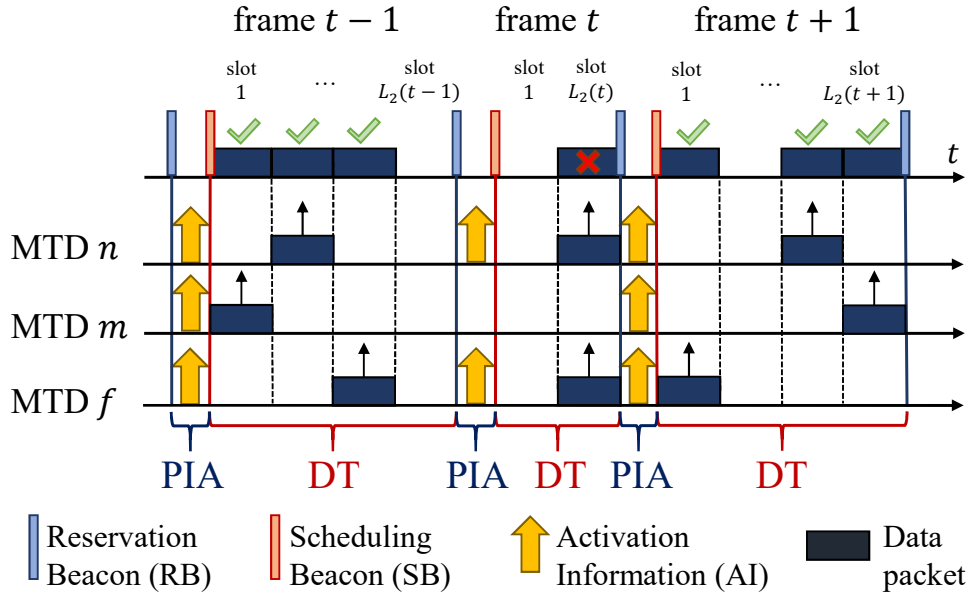 frame t − 1
frame t
frame t + 1
slot
1
...
slot
L₂(t − 1)
slot
1
slot
L₂(t)
slot
1
...
L₂(t + 1)
t
MTD n
MTD m
MTD f
PIA
DT
PIA
DT
PIA
DT
Reservation
Beacon (RB)
Scheduling
Beacon (SB)
Activation
Information (AI)
Data
packet